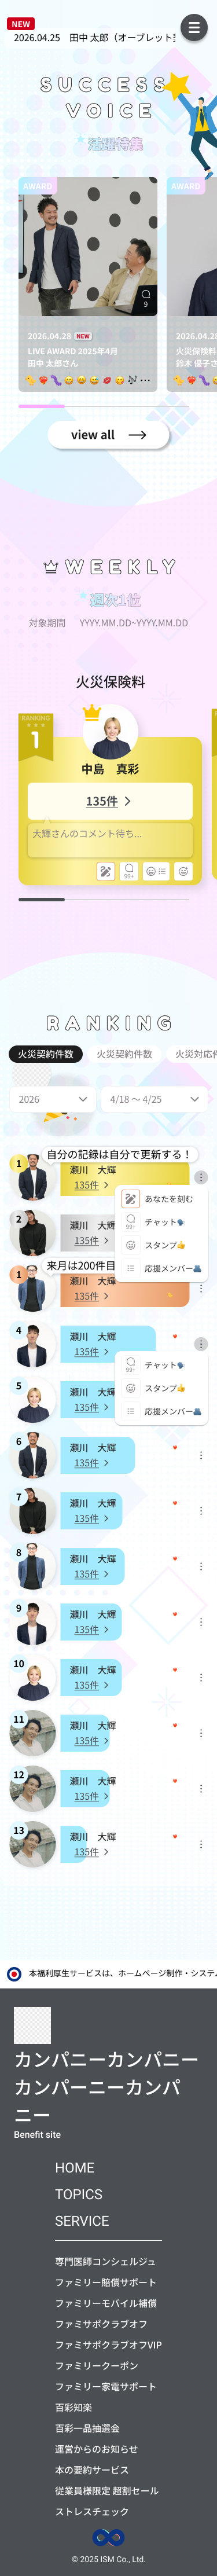 NEW
2026.04.25 田中 太郎（オーブレット
SUCCESS
VOICE
活躍特集
AWARD
AWARD
9
2026.04.28 NEW
LIVE AWARD 2025年4月
田中 太郎さん
2026.04.28
火災保険料
鈴木 優子さ
view all
WEEKLY
週次1位
対象期間 YYYY.MM.DD~YYYY.MM.DD
火災保険料
RANKING
1
中島 真彩
135件
大輝さんのコメント待ち...
99+
RANKING
火災契約件数
火災契約件数
火災対応件
2026
4/18 〜 4/25
自分の記録は自分で更新する！
1
瀬川 大輝
135件
あなたを刻む
2
瀬川 大輝
135件
99+
チャット
スタンプ
来月は200件目
応援メンバー
1
瀬川 大輝
135件
4
瀬川 大輝
135件
99+
チャット
スタンプ
応援メンバー
5
瀬川 大輝
135件
6
瀬川 大輝
135件
7
瀬川 大輝
135件
8
瀬川 大輝
135件
9
瀬川 大輝
135件
10
瀬川 大輝
135件
11
瀬川 大輝
135件
12
瀬川 大輝
135件
13
瀬川 大輝
135件
本福利厚生サービスは、ホームページ制作・システム
カンパニーカンパニー
カンパーニーカンパ
ニー
Benefit site
HOME
TOPICS
SERVICE
専門医師コンシェルジュ
ファミリー賠償サポート
ファミリーモバイル補償
ファミサポクラブオフ
ファミサポクラブオフVIP
ファミリークーポン
ファミリー家電サポート
百彩知楽
百彩一品抽選会
運営からのお知らせ
本の要約サービス
従業員様限定 超割セール
ストレスチェック
© 2025 ISM Co., Ltd.